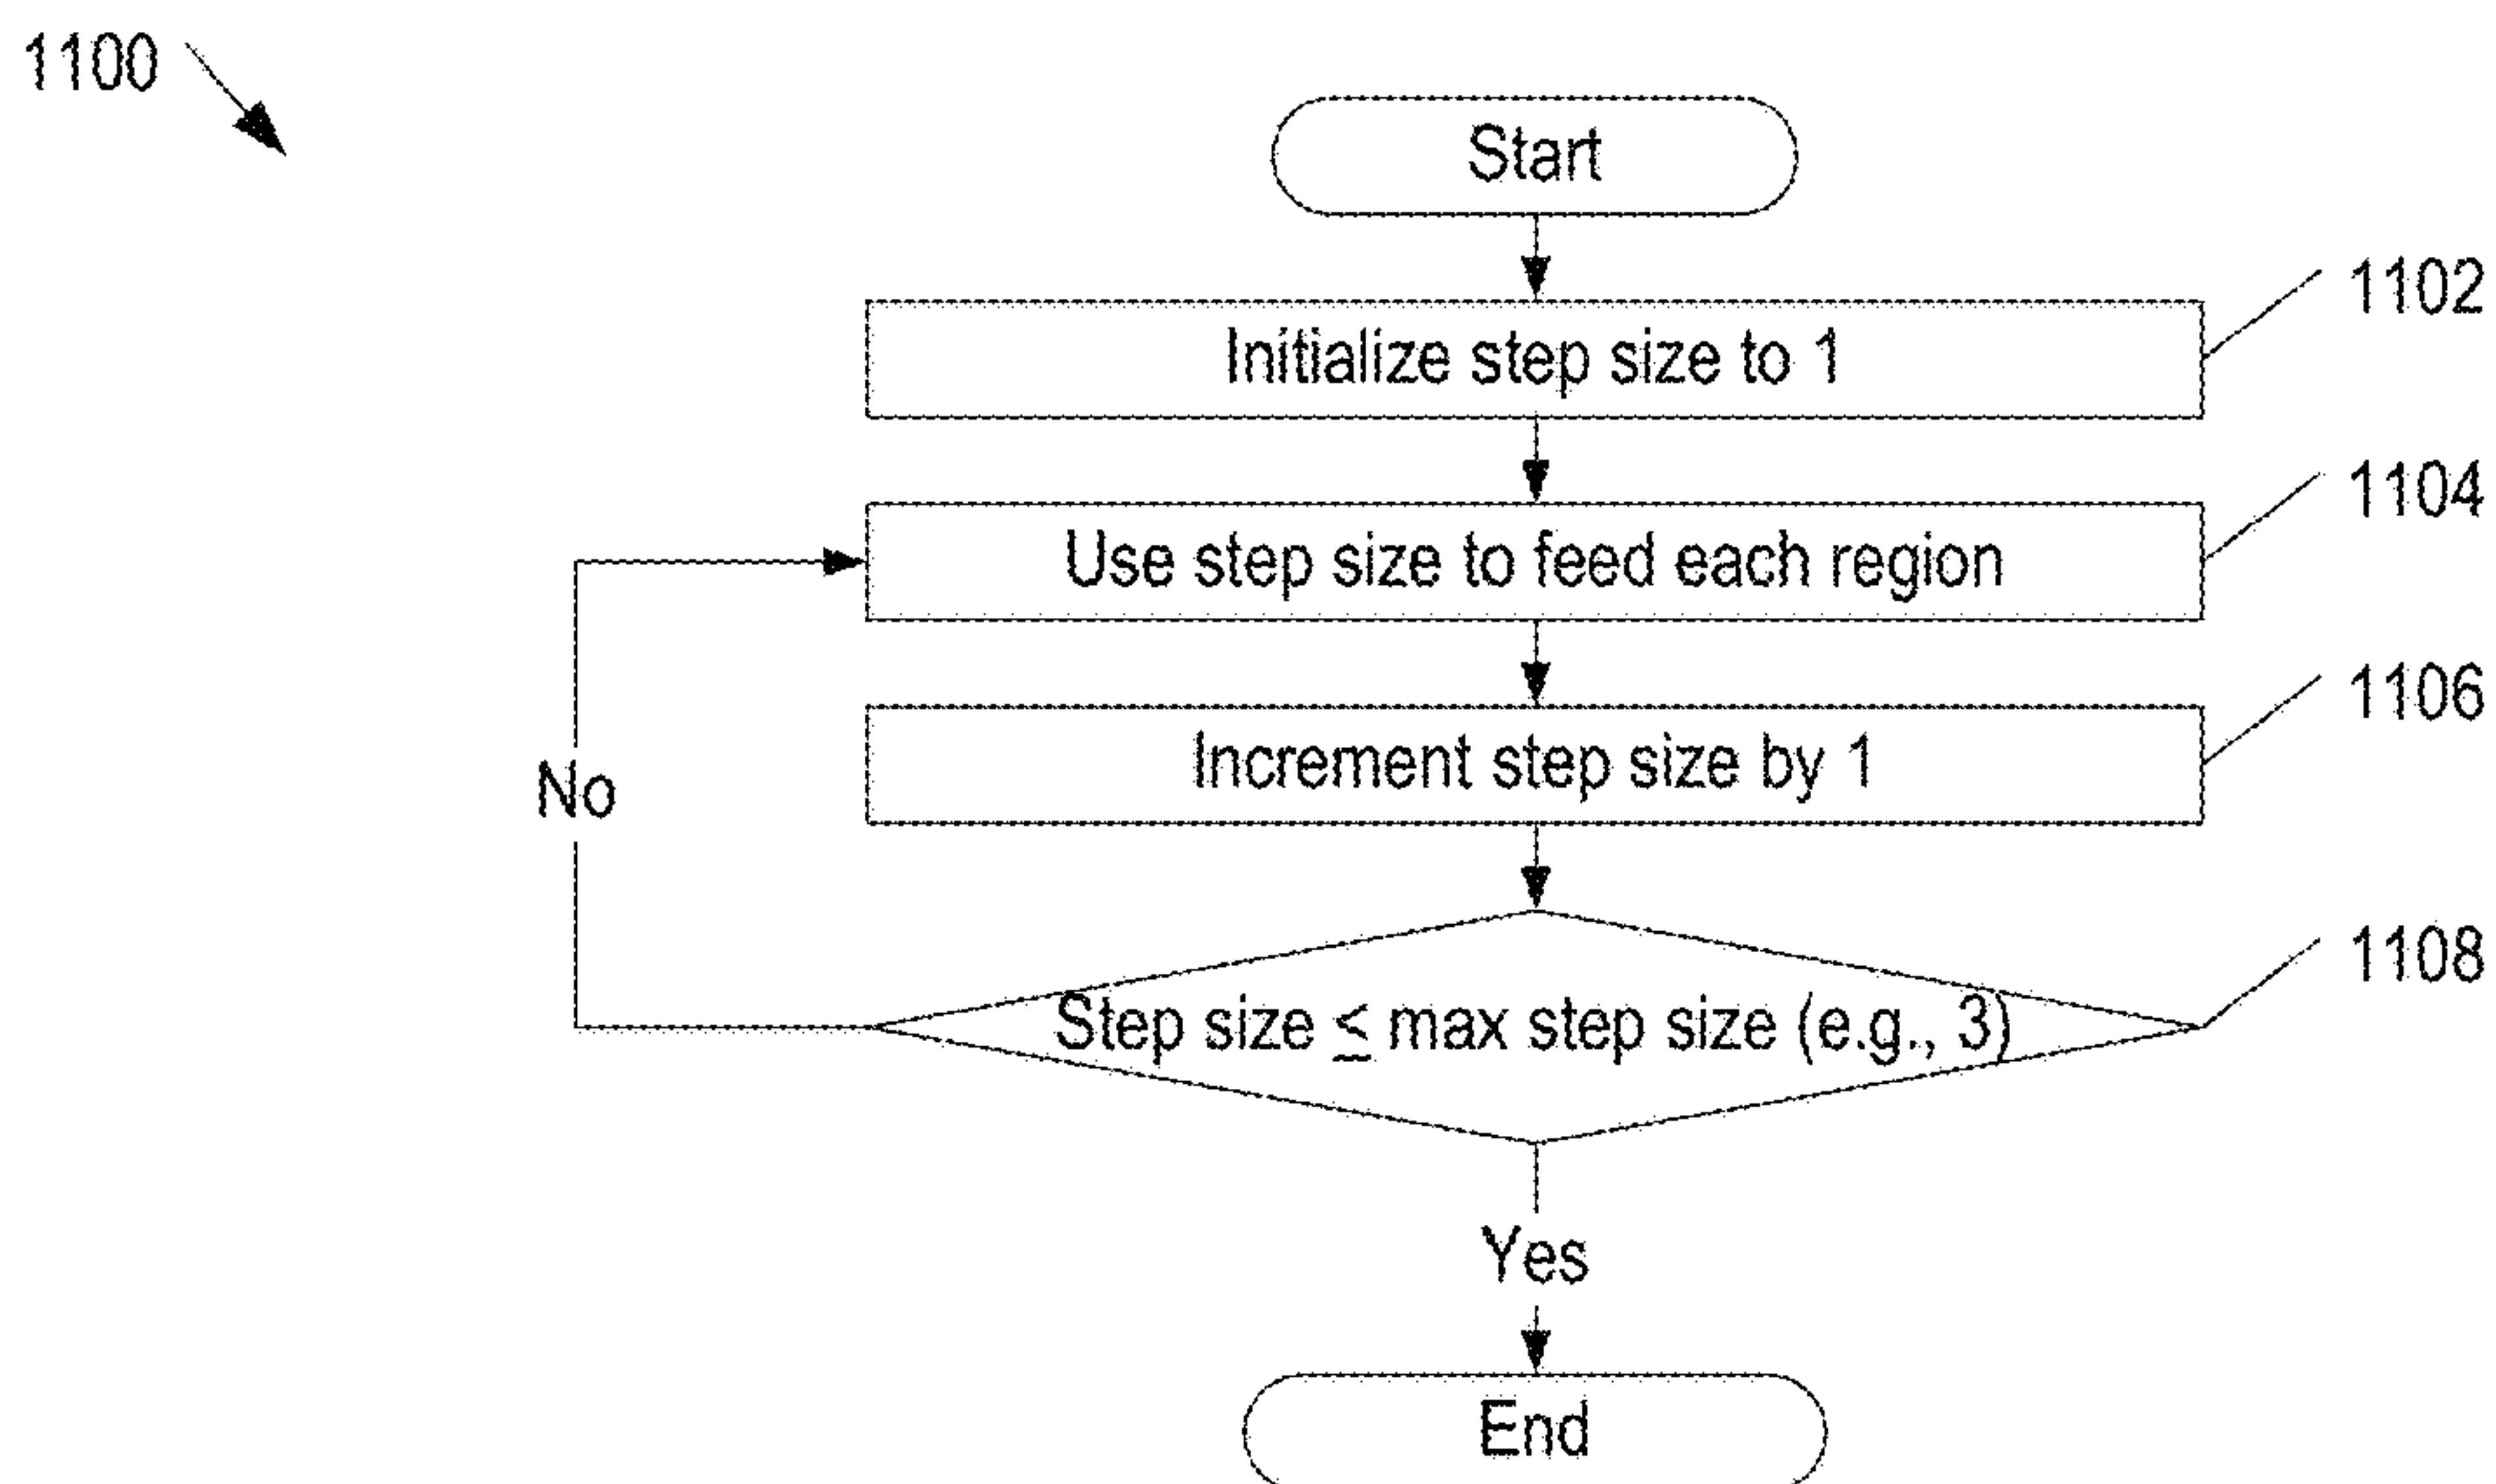 1100
Start
1102
Initialize step size to 1
1104
Use step size to feed each region
1106
Increment step size by 1
No
1108
Step size ≤ max step size (e.g., 3)
Yes
End